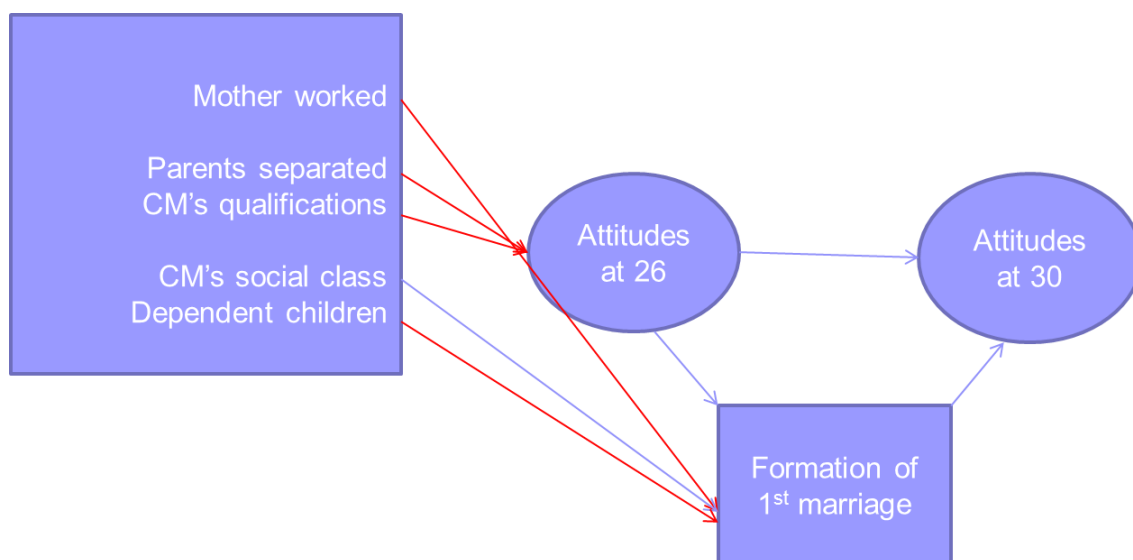 Mother worked
Parents separated
CM's qualifications
CM's social class
Dependent children
Attitudes
at 26
Attitudes
at 30
Formation of
1st marriage